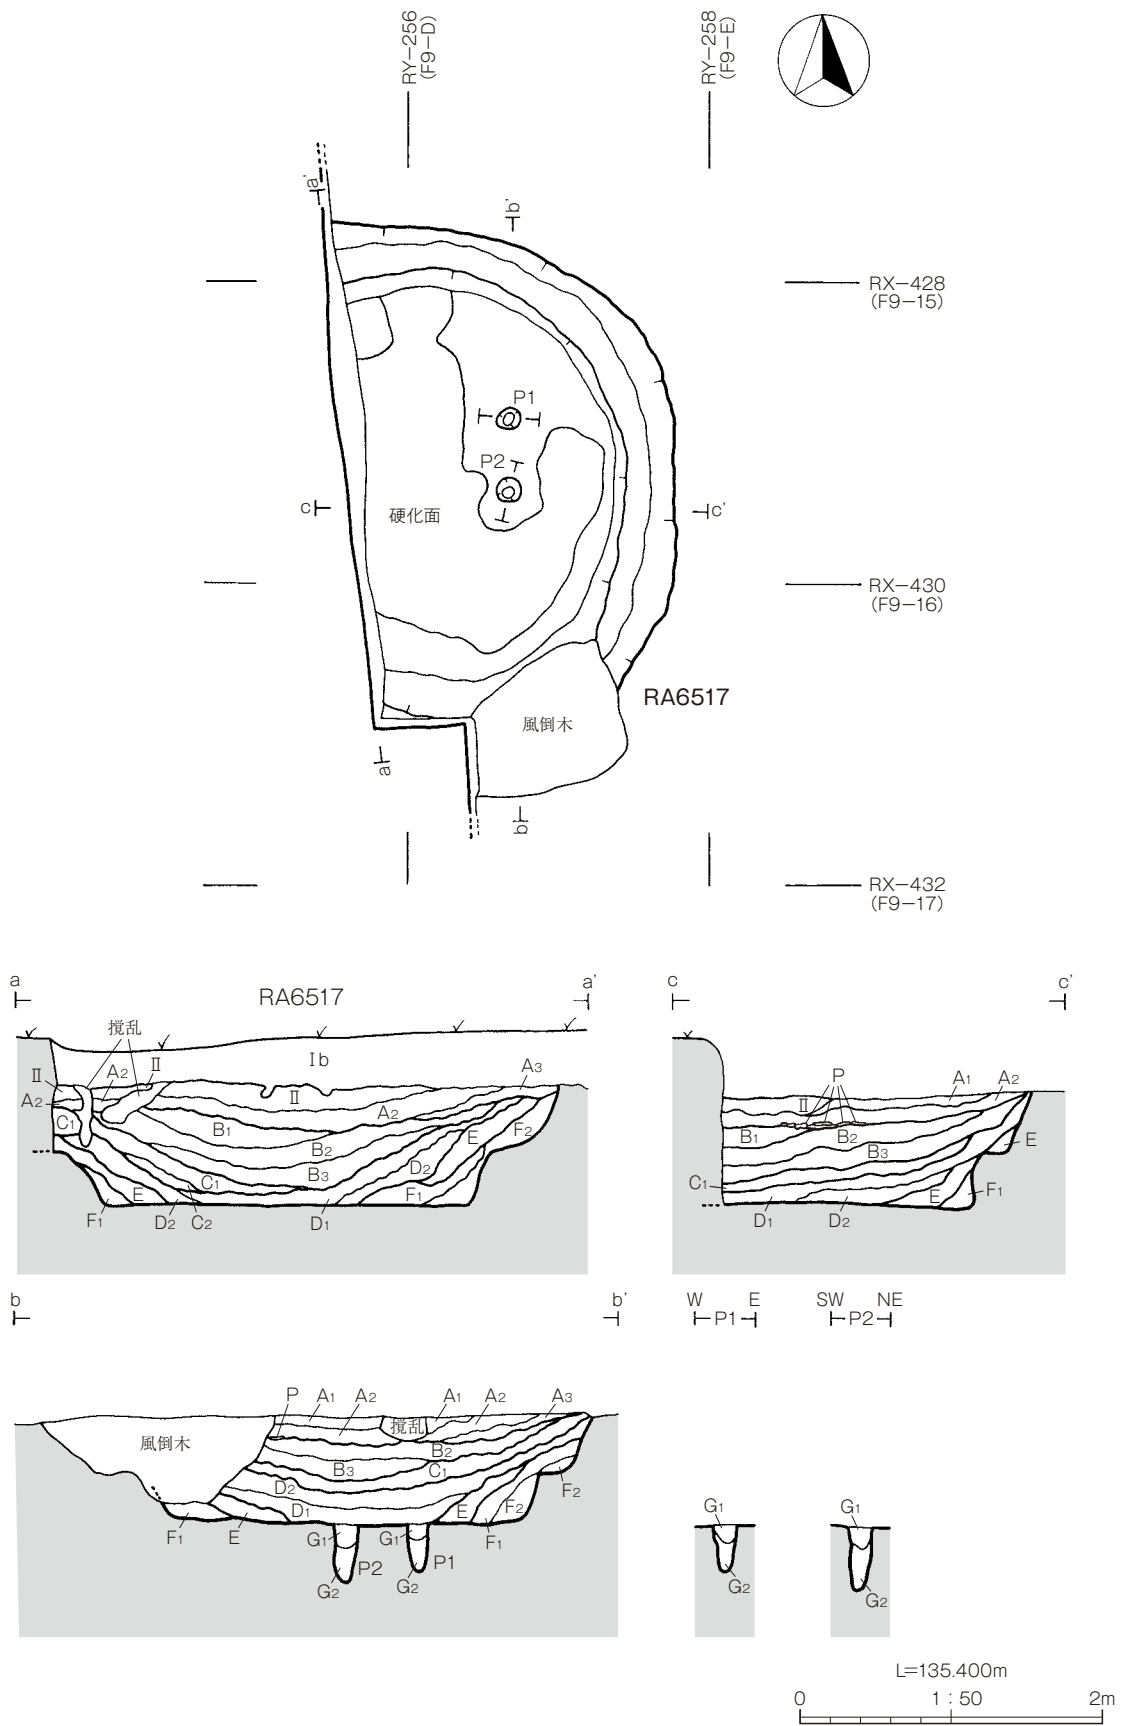 RY-256
(F9-D)
RY-258
(F9-E)
a'
b'
RX-428
(F9-15)
P1
P2
c
硬化面
c'
RX-430
(F9-16)
RA6517
風倒木
a
b
RX-432
(F9-17)
a
RA6517
a'
c
c'
撹乱
Ⅰb
Ⅱ
A2
Ⅱ
A3
A2
Ⅱ
A2
C1
B1
B2
B3
E
F2
D2
C1
F1
F1
E
D2
C2
D1
P
A1
A2
Ⅱ
B1
B2
B3
E
C1
E
F1
D1
D2
b
b'
W
E
SW
NE
P1
P2
P
A1
A2
A1
A2
A3
撹乱
風倒木
B2
B3
C1
D2
F2
D1
E
F2
F1
E
F1
G1
G1
P2
P1
G2
G2
G1
G2
G1
G2
L=135.400m
0
1:50
2m